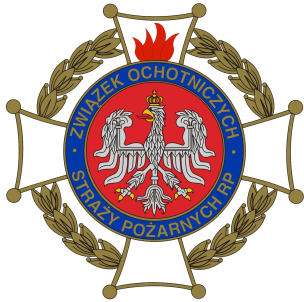 · ZWIĄZEK OCHOTNICZYCH ·
STRAŻY POŻARNYCH RP